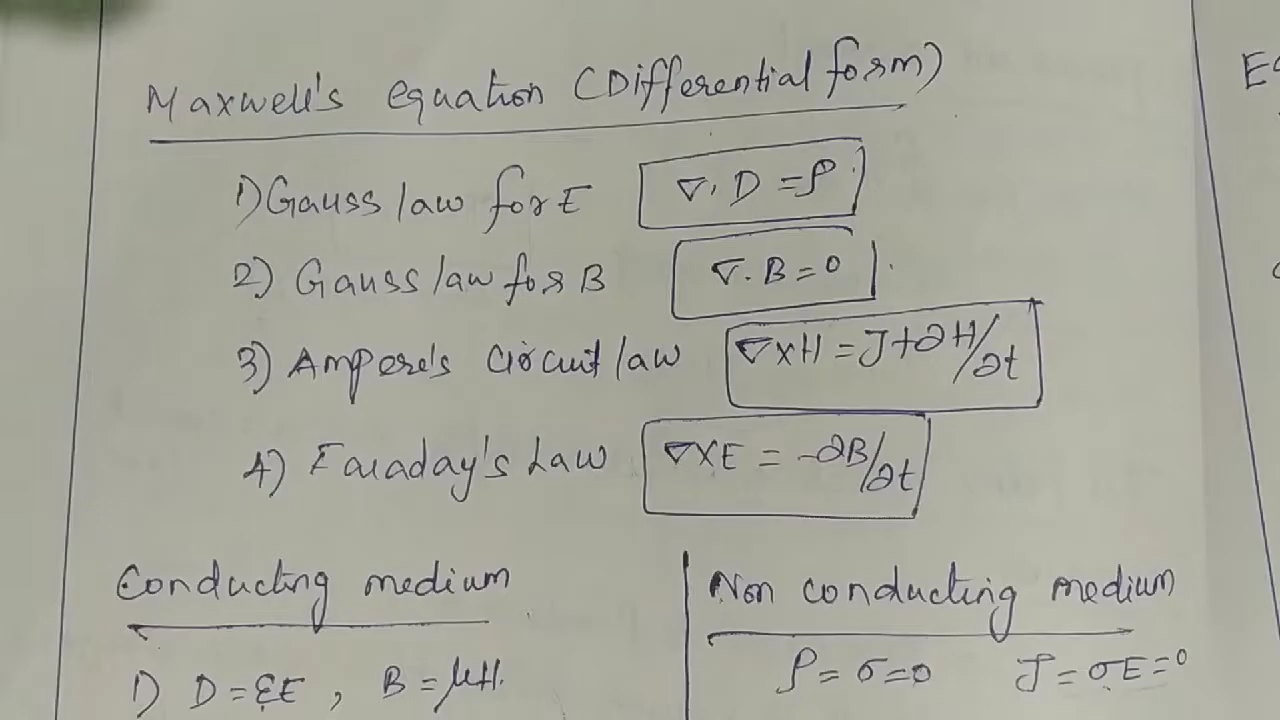 Maxwell's equation (Differential form)
1) Gauss law for E ∇. D = ρ
2) Gauss law for B ∇. B = 0
3) Ampere's Circuit law ∇XH = J+∂H/∂t
4) Faraday's Law ∇XE = -∂B/∂t
Conducting medium
1) D = εE , B = μH.
Non conducting medium
ρ = σ = 0 J = σE = 0